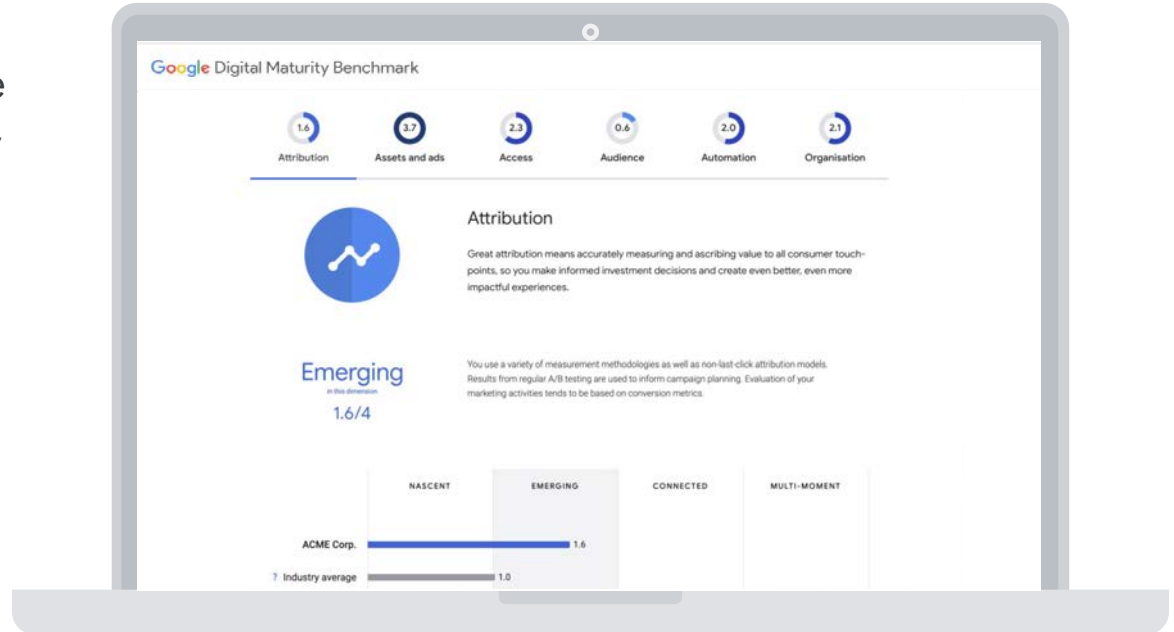 Google Digital Maturity Benchmark
1.6 3.7 2.3 0.6 2.0 2.1
Attribution Assets and ads Access Audience Automation Organisation
Attribution
Great attribution means accurately measuring and ascribing value to all consumer touch-
points, so you make informed investment decisions and create even better, even more
impactful experiences.
Emerging
in this dimension
1.6/4
You use a variety of measurement methodologies as well as non-last-click attribution models.
Results from regular A/B testing are used to inform campaign planning. Evaluation of your
marketing activities tends to be based on conversion metrics.
NASCENT EMERGING CONNECTED MULTI-MOMENT
ACME Corp. 1.6
? Industry average 1.0